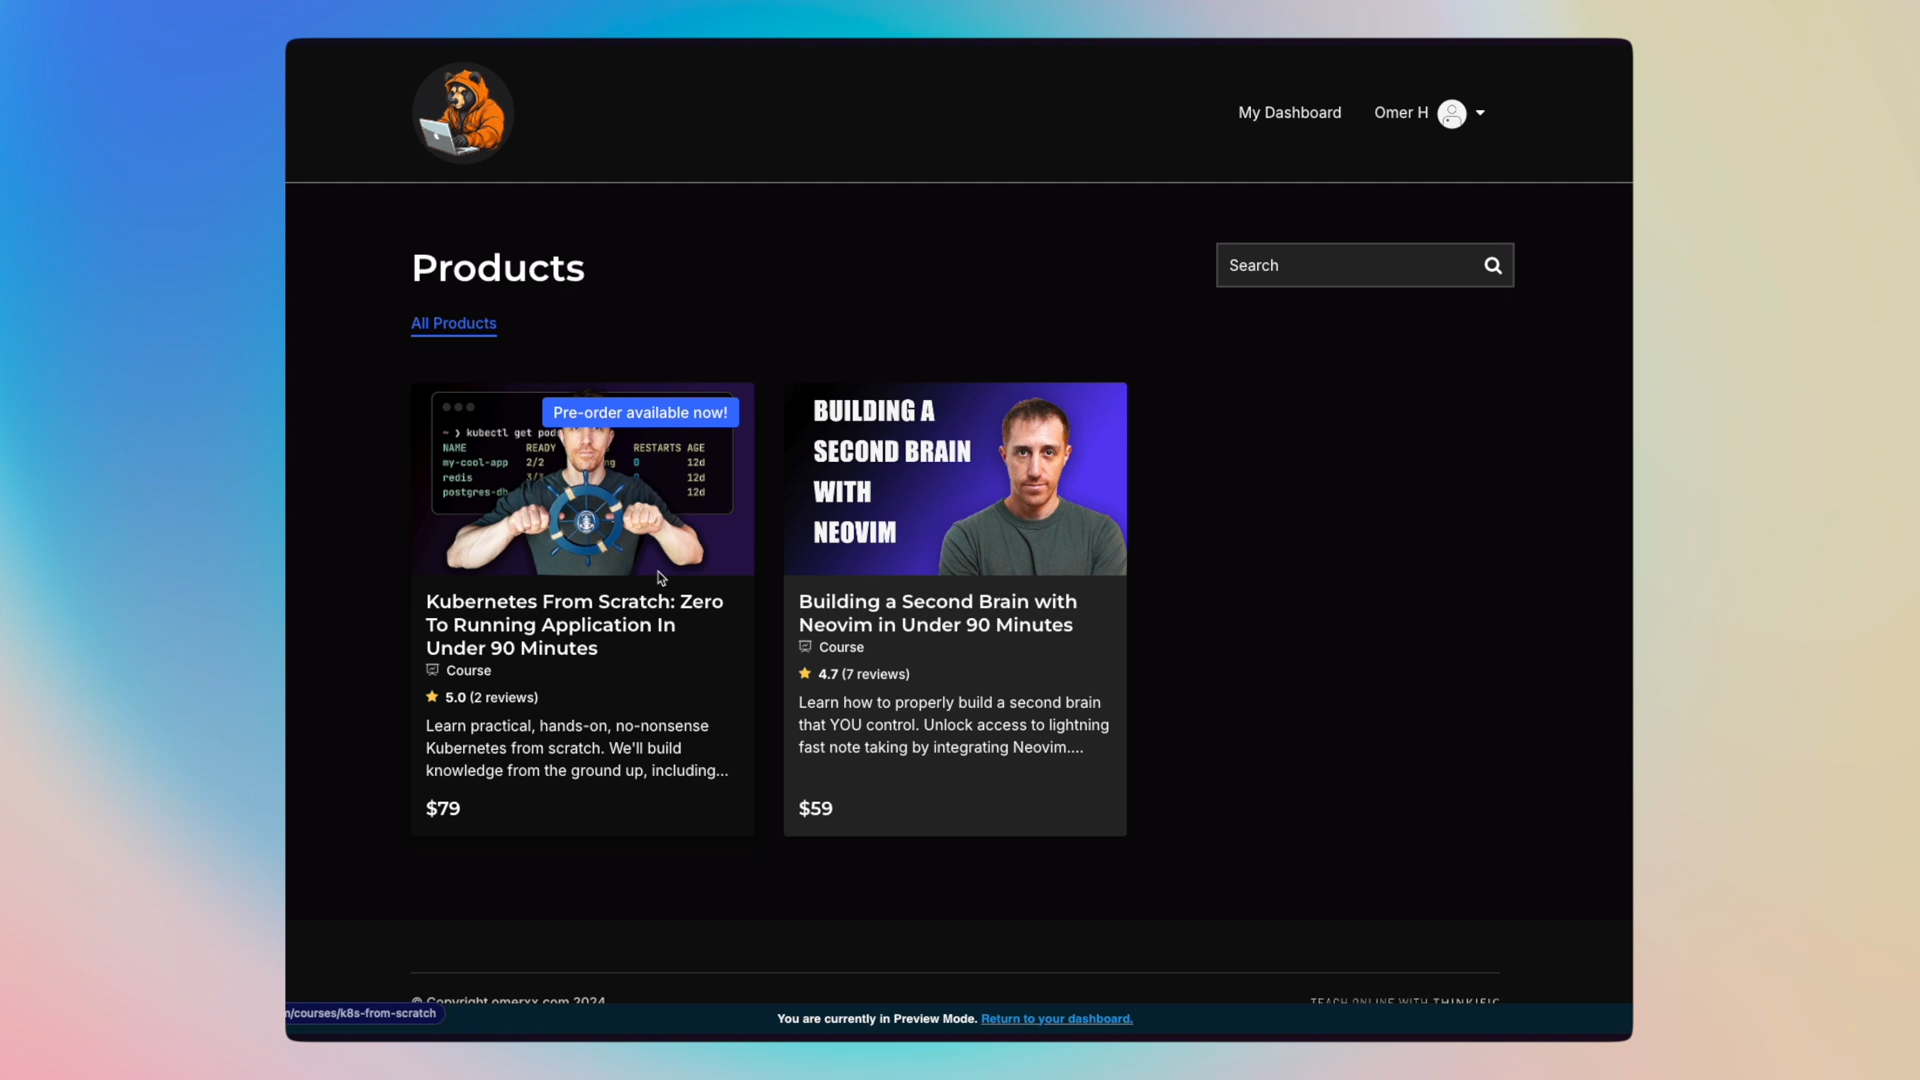 My Dashboard
Omer H
Products
Search
All Products
Pre-order available now!
~ ❯ kubectl get pod
NAME READY RESTARTS AGE
my-cool-app 2/2 ng 0 12d
redis 3/3 12d
postgres-db 12d
Kubernetes From Scratch: Zero
To Running Application In
Under 90 Minutes
Course
5.0 (2 reviews)
Learn practical, hands-on, no-nonsense
Kubernetes from scratch. We'll build
knowledge from the ground up, including...
$79
BUILDING A
SECOND BRAIN
WITH
NEOVIM
Building a Second Brain with
Neovim in Under 90 Minutes
Course
4.7 (7 reviews)
Learn how to properly build a second brain
that YOU control. Unlock access to lightning
fast note taking by integrating Neovim....
$59
© Copyright omerxx.com 2024
TEACH ONLINE WITH THINKIFIC
n/courses/k8s-from-scratch
You are currently in Preview Mode. Return to your dashboard.